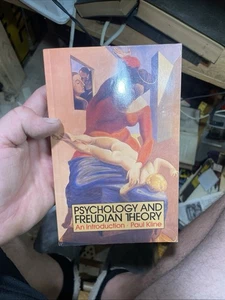 PSYCHOLOGY AND
FREUDIAN THEORY
An Introduction · Paul Kline